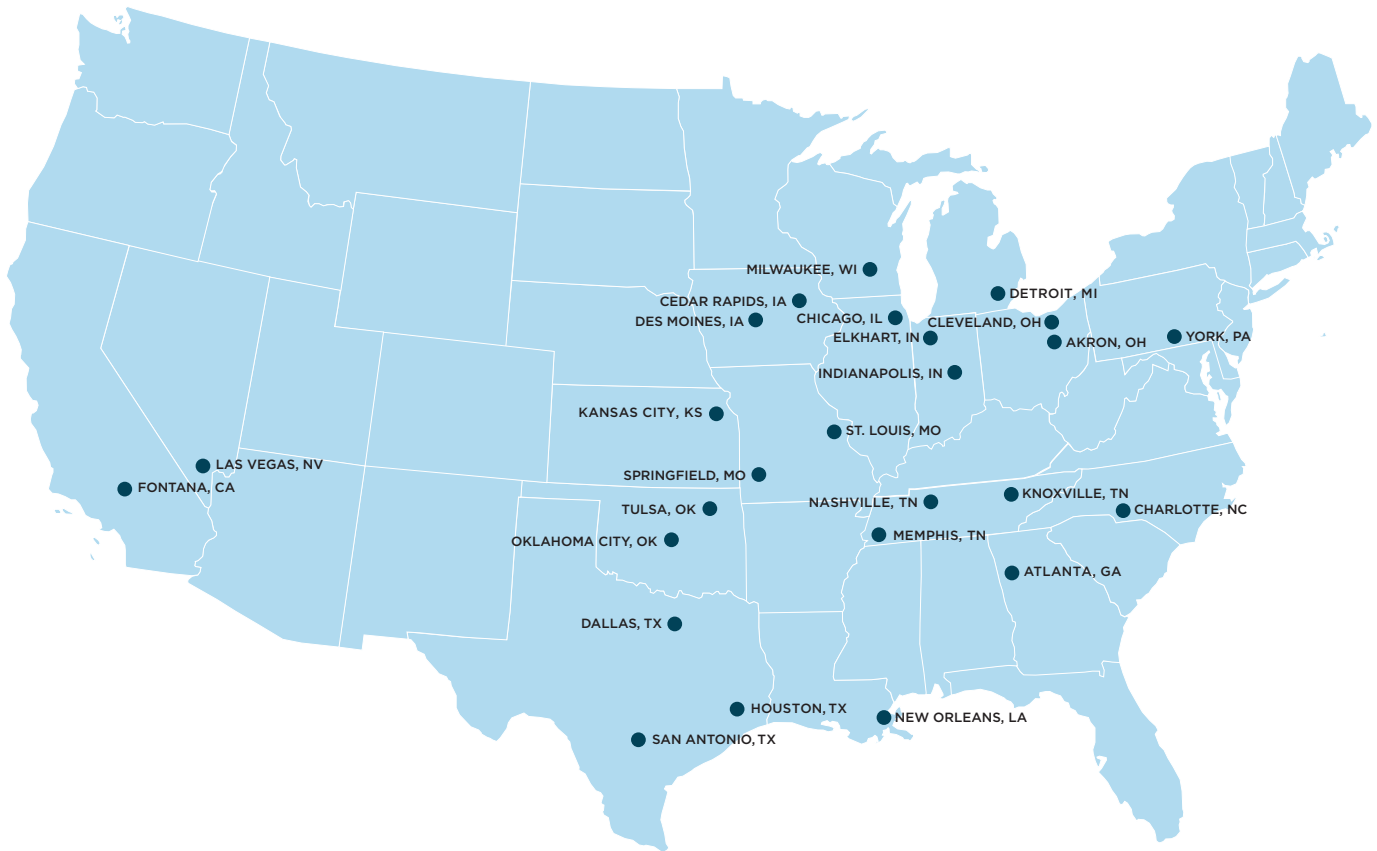 MILWAUKEE, WI
DETROIT, MI
CEDAR RAPIDS, IA
CHICAGO, IL
DES MOINES, IA
CLEVELAND, OH
ELKHART, IN
YORK, PA
AKRON, OH
INDIANAPOLIS, IN
KANSAS CITY, KS
ST. LOUIS, MO
LAS VEGAS, NV
SPRINGFIELD, MO
FONTANA, CA
KNOXVILLE, TN
NASHVILLE, TN
TULSA, OK
CHARLOTTE, NC
MEMPHIS, TN
OKLAHOMA CITY, OK
ATLANTA, GA
DALLAS, TX
HOUSTON, TX
NEW ORLEANS, LA
SAN ANTONIO, TX